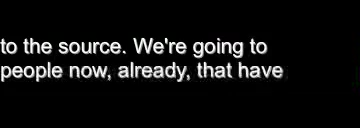 to the source. We're going to
people now, already, that have